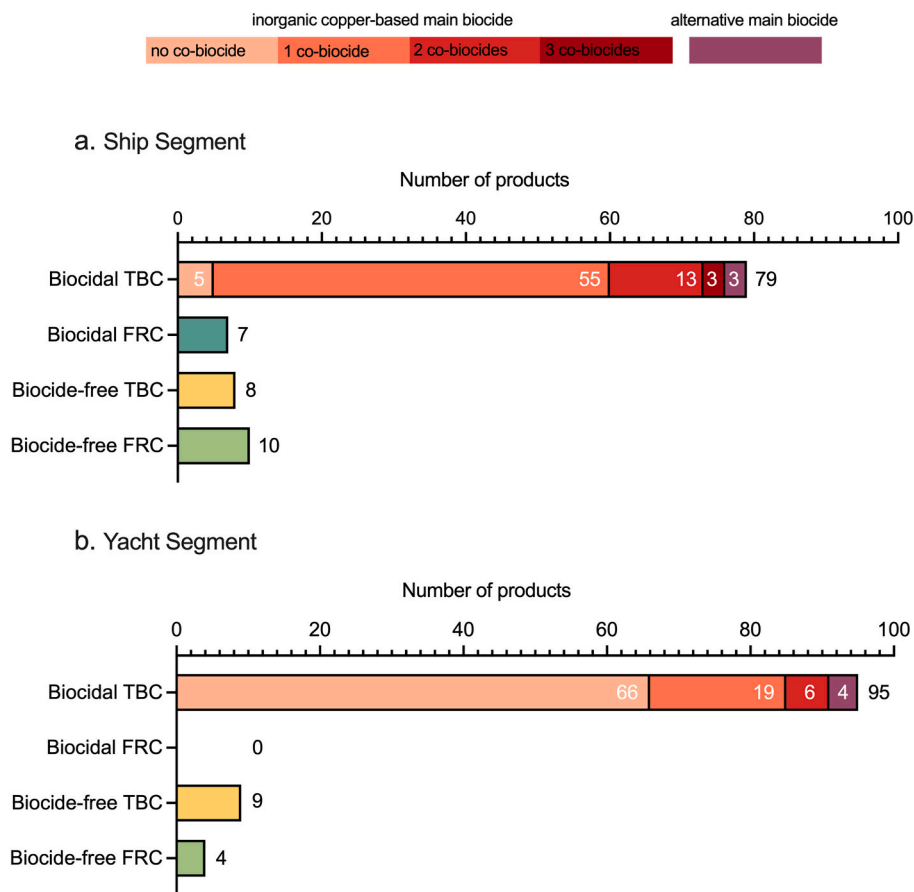 inorganic copper-based main biocide alternative main biocide
no co-biocide 1 co-biocide 2 co-biocides 3 co-biocides
a. Ship Segment
Number of products
0 20 40 60 80 100
Biocidal TBC 5 55 13 3 3 79
Biocidal FRC 7
Biocide-free TBC 8
Biocide-free FRC 10
b. Yacht Segment
Number of products
0 20 40 60 80 100
Biocidal TBC 66 19 6 4 95
Biocidal FRC 0
Biocide-free TBC 9
Biocide-free FRC 4